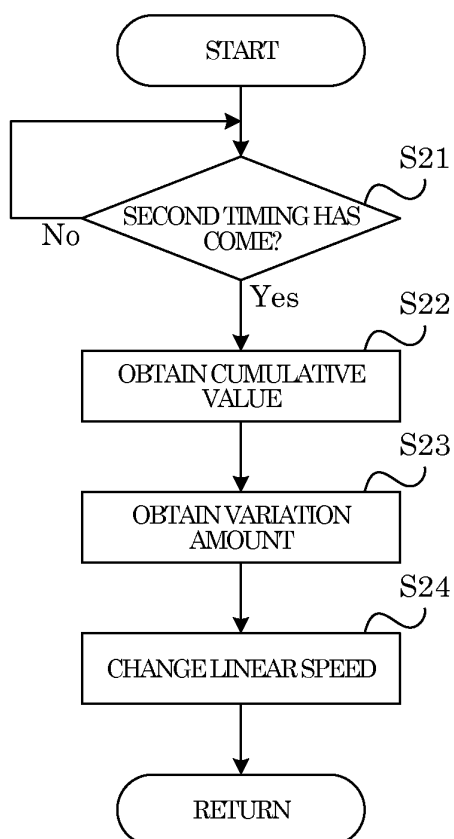 START
S21
SECOND TIMING HAS
COME?
No
Yes
S22
OBTAIN CUMULATIVE
VALUE
S23
OBTAIN VARIATION
AMOUNT
S24
CHANGE LINEAR SPEED
RETURN